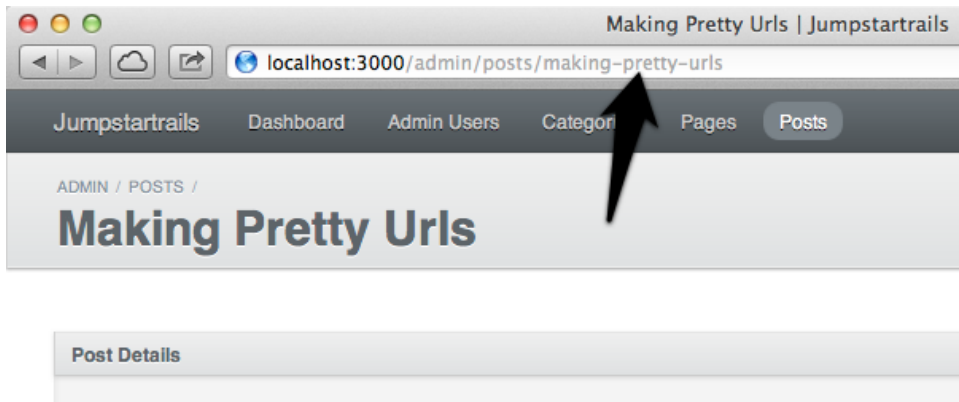 Making Pretty Urls | Jumpstartrails
localhost:3000/admin/posts/making-pretty-urls
Jumpstartrails Dashboard Admin Users Categor Pages Posts
ADMIN / POSTS /
Making Pretty Urls
Post Details